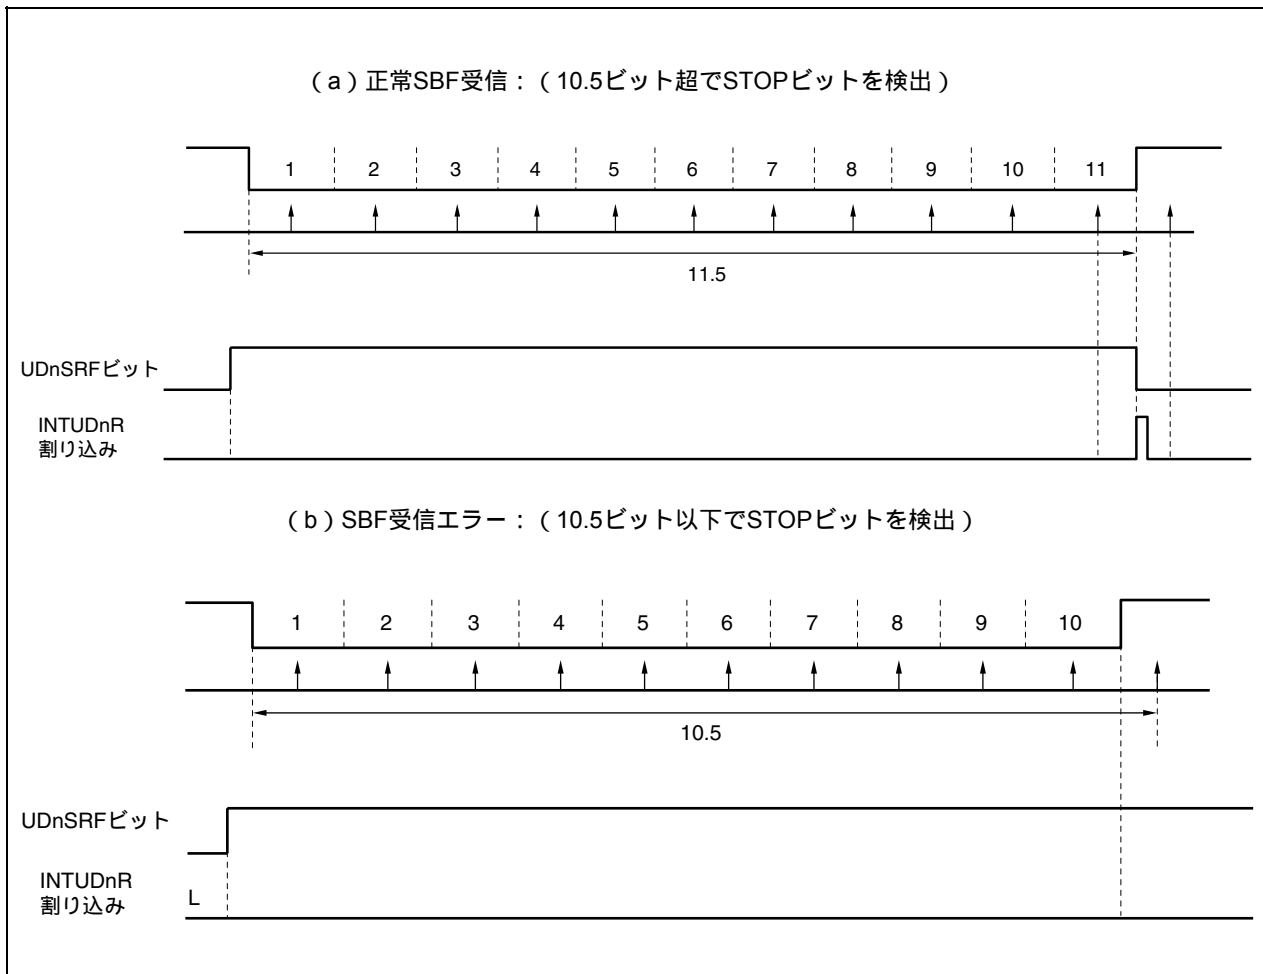 （a）正常SBF受信：（10.5ビット超でSTOPビットを検出）
1 2 3 4 5 6 7 8 9 10 11
11.5
UDnSRFビット
INTUDnR
割り込み
（b）SBF受信エラー：（10.5ビット以下でSTOPビットを検出）
1 2 3 4 5 6 7 8 9 10
10.5
UDnSRFビット
INTUDnR
割り込み
L